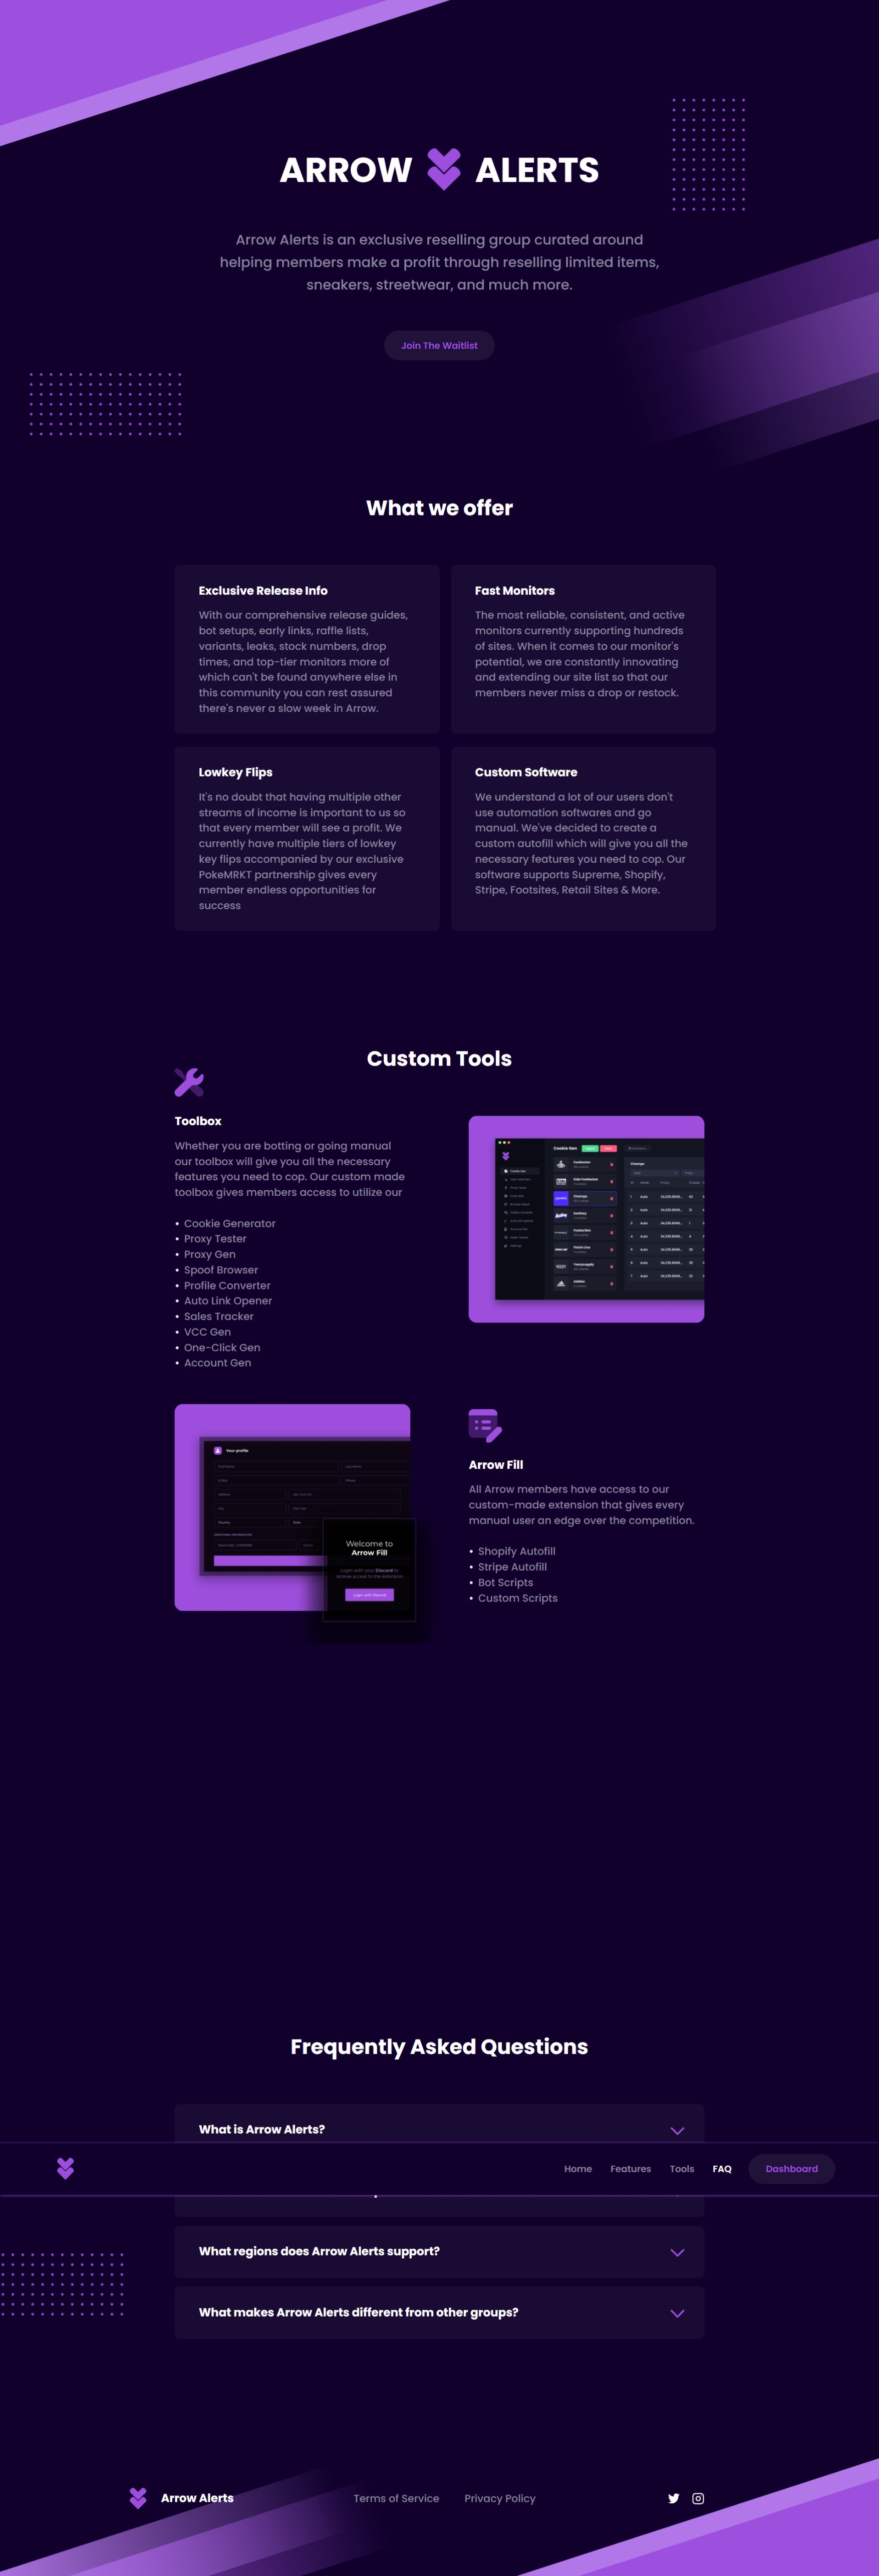 ARROW ALERTS
Arrow Alerts is an exclusive reselling group curated around
helping members make a profit through reselling limited items,
sneakers, streetwear, and much more.
Join The Waitlist
What we offer
Exclusive Release Info
With our comprehensive release guides,
bot setups, early links, raffle lists,
variants, leaks, stock numbers, drop
times, and top-tier monitors more of
which can't be found anywhere else in
this community you can rest assured
there's never a slow week in Arrow.
Fast Monitors
The most reliable, consistent, and active
monitors currently supporting hundreds
of sites. When it comes to our monitor's
potential, we are constantly innovating
and extending our site list so that our
members never miss a drop or restock.
Lowkey Flips
It's no doubt that having multiple other
streams of income is important to us so
that every member will see a profit. We
currently have multiple tiers of lowkey
key flips accompanied by our exclusive
PokeMRKT partnership gives every
member endless opportunities for
success
Custom Software
We understand a lot of our users don't
use automation softwares and go
manual. We've decided to create a
custom autofill which will give you all the
necessary features you need to cop. Our
software supports Supreme, Shopify,
Stripe, Footsites, Retail Sites & More.
Custom Tools
Toolbox
Whether you are botting or going manual
our toolbox will give you all the necessary
features you need to cop. Our custom made
toolbox gives members access to utilize our
• Cookie Generator
• Proxy Tester
• Proxy Gen
• Spoof Browser
• Profile Converter
• Auto Link Opener
• Sales Tracker
• VCC Gen
• One-Click Gen
• Account Gen
Cookie Gen
Champs
Your profile
Welcome to
Arrow Fill
Login with your Discord to
receive access to the extension
Login with Discord
Arrow Fill
All Arrow members have access to our
custom-made extension that gives every
manual user an edge over the competition.
• Shopify Autofill
• Stripe Autofill
• Bot Scripts
• Custom Scripts
Frequently Asked Questions
What is Arrow Alerts?
Home Features Tools FAQ Dashboard
What regions does Arrow Alerts support?
What makes Arrow Alerts different from other groups?
Arrow Alerts
Terms of Service Privacy Policy